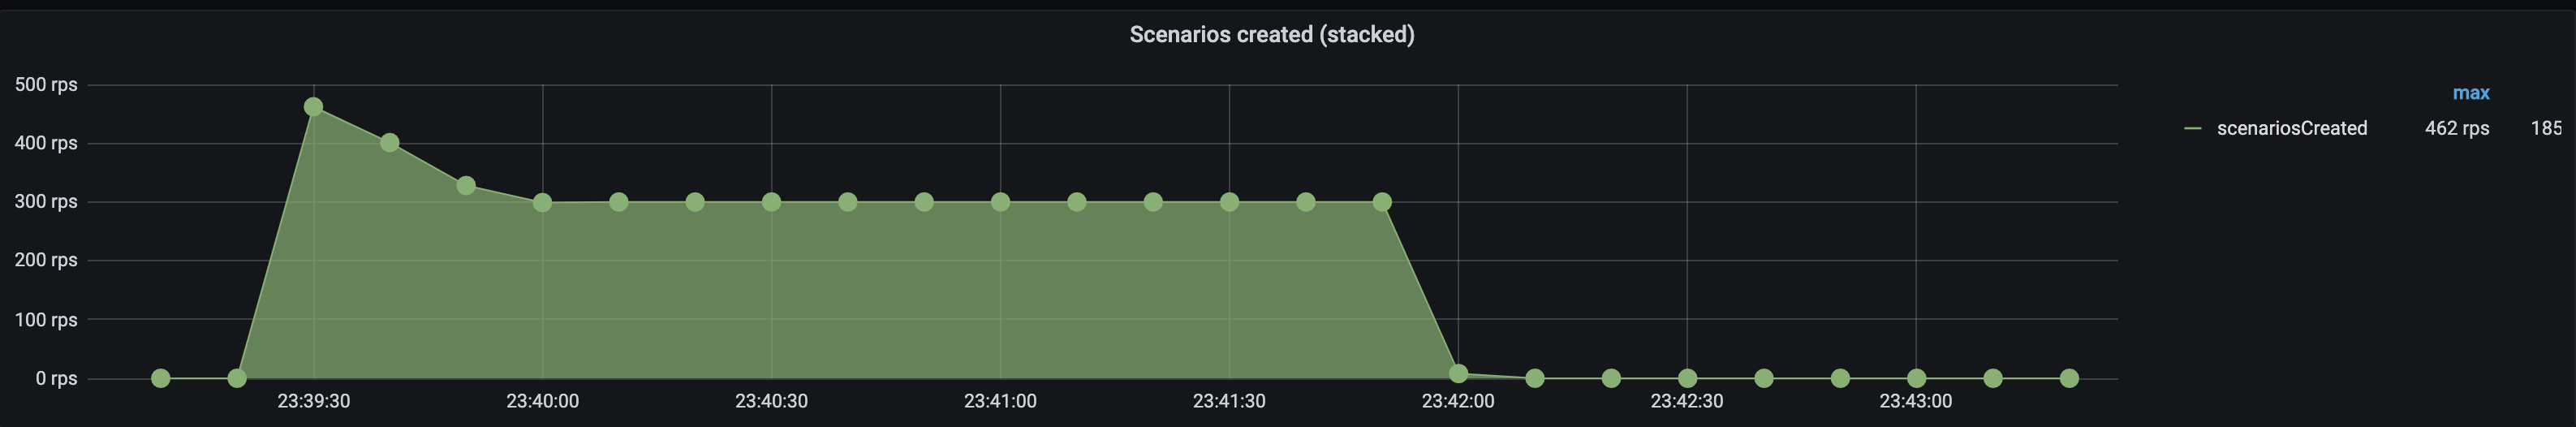 Scenarios created (stacked)
500 rps
400 rps
300 rps
200 rps
100 rps
0 rps
23:39:30 23:40:00 23:40:30 23:41:00 23:41:30 23:42:00 23:42:30 23:43:00
max
scenariosCreated 462 rps 185